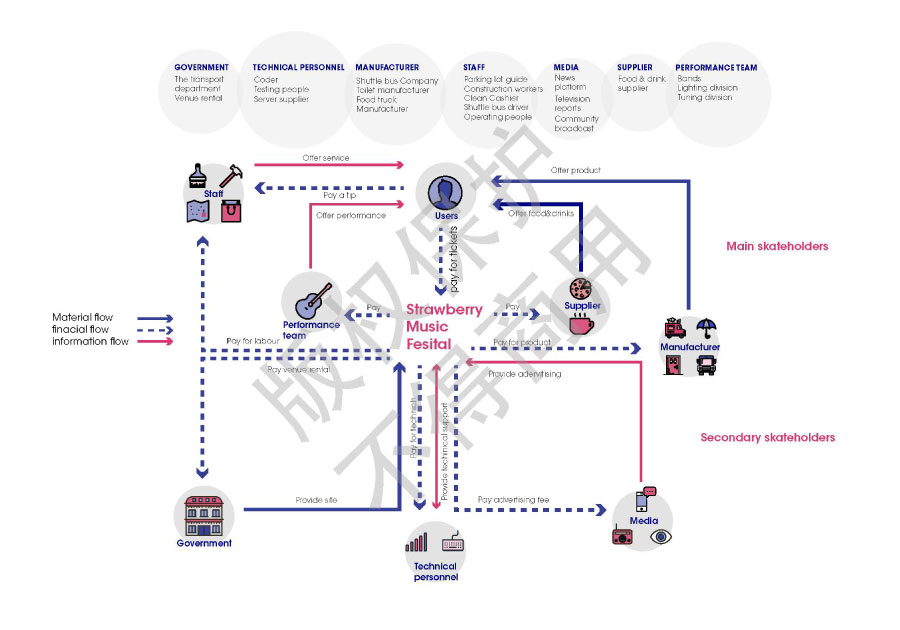 GOVERNMENT
The transport
department
Venue rental
TECHNICAL PERSONNEL
Coder
Testing people
Server supplier
MANUFACTURER
Shuttle bus Company
Toilet manufacturer
Food truck
Manufacturer
STAFF
Parking lot guide
Construction workers
Clean Cashier
Shuttle bus driver
Operating people
MEDIA
News
platform
Television
reports
Community
broadcast
SUPPLIER
Food & drink
supplier
PERFORMANCE TEAM
Bands
Lighting division
Tuning division
Offer service
Staff
Pay a tip
Offer performance
Users
Offer product
Offer food&drinks
pay for tickets
Main skateholders
Performance
team
Pay
Strawberry
Music
Fesital
Pay
Supplier
Material flow
finacial flow
information flow
Pay for labour
Pay venue rental
Pay for product
Manufacturer
Provide adervitising
Pay for techniph
Provide techinical support
Secondary skateholders
Provide site
Pay advertising fee
Government
Technical
personnel
Media
版权保护
不得商用